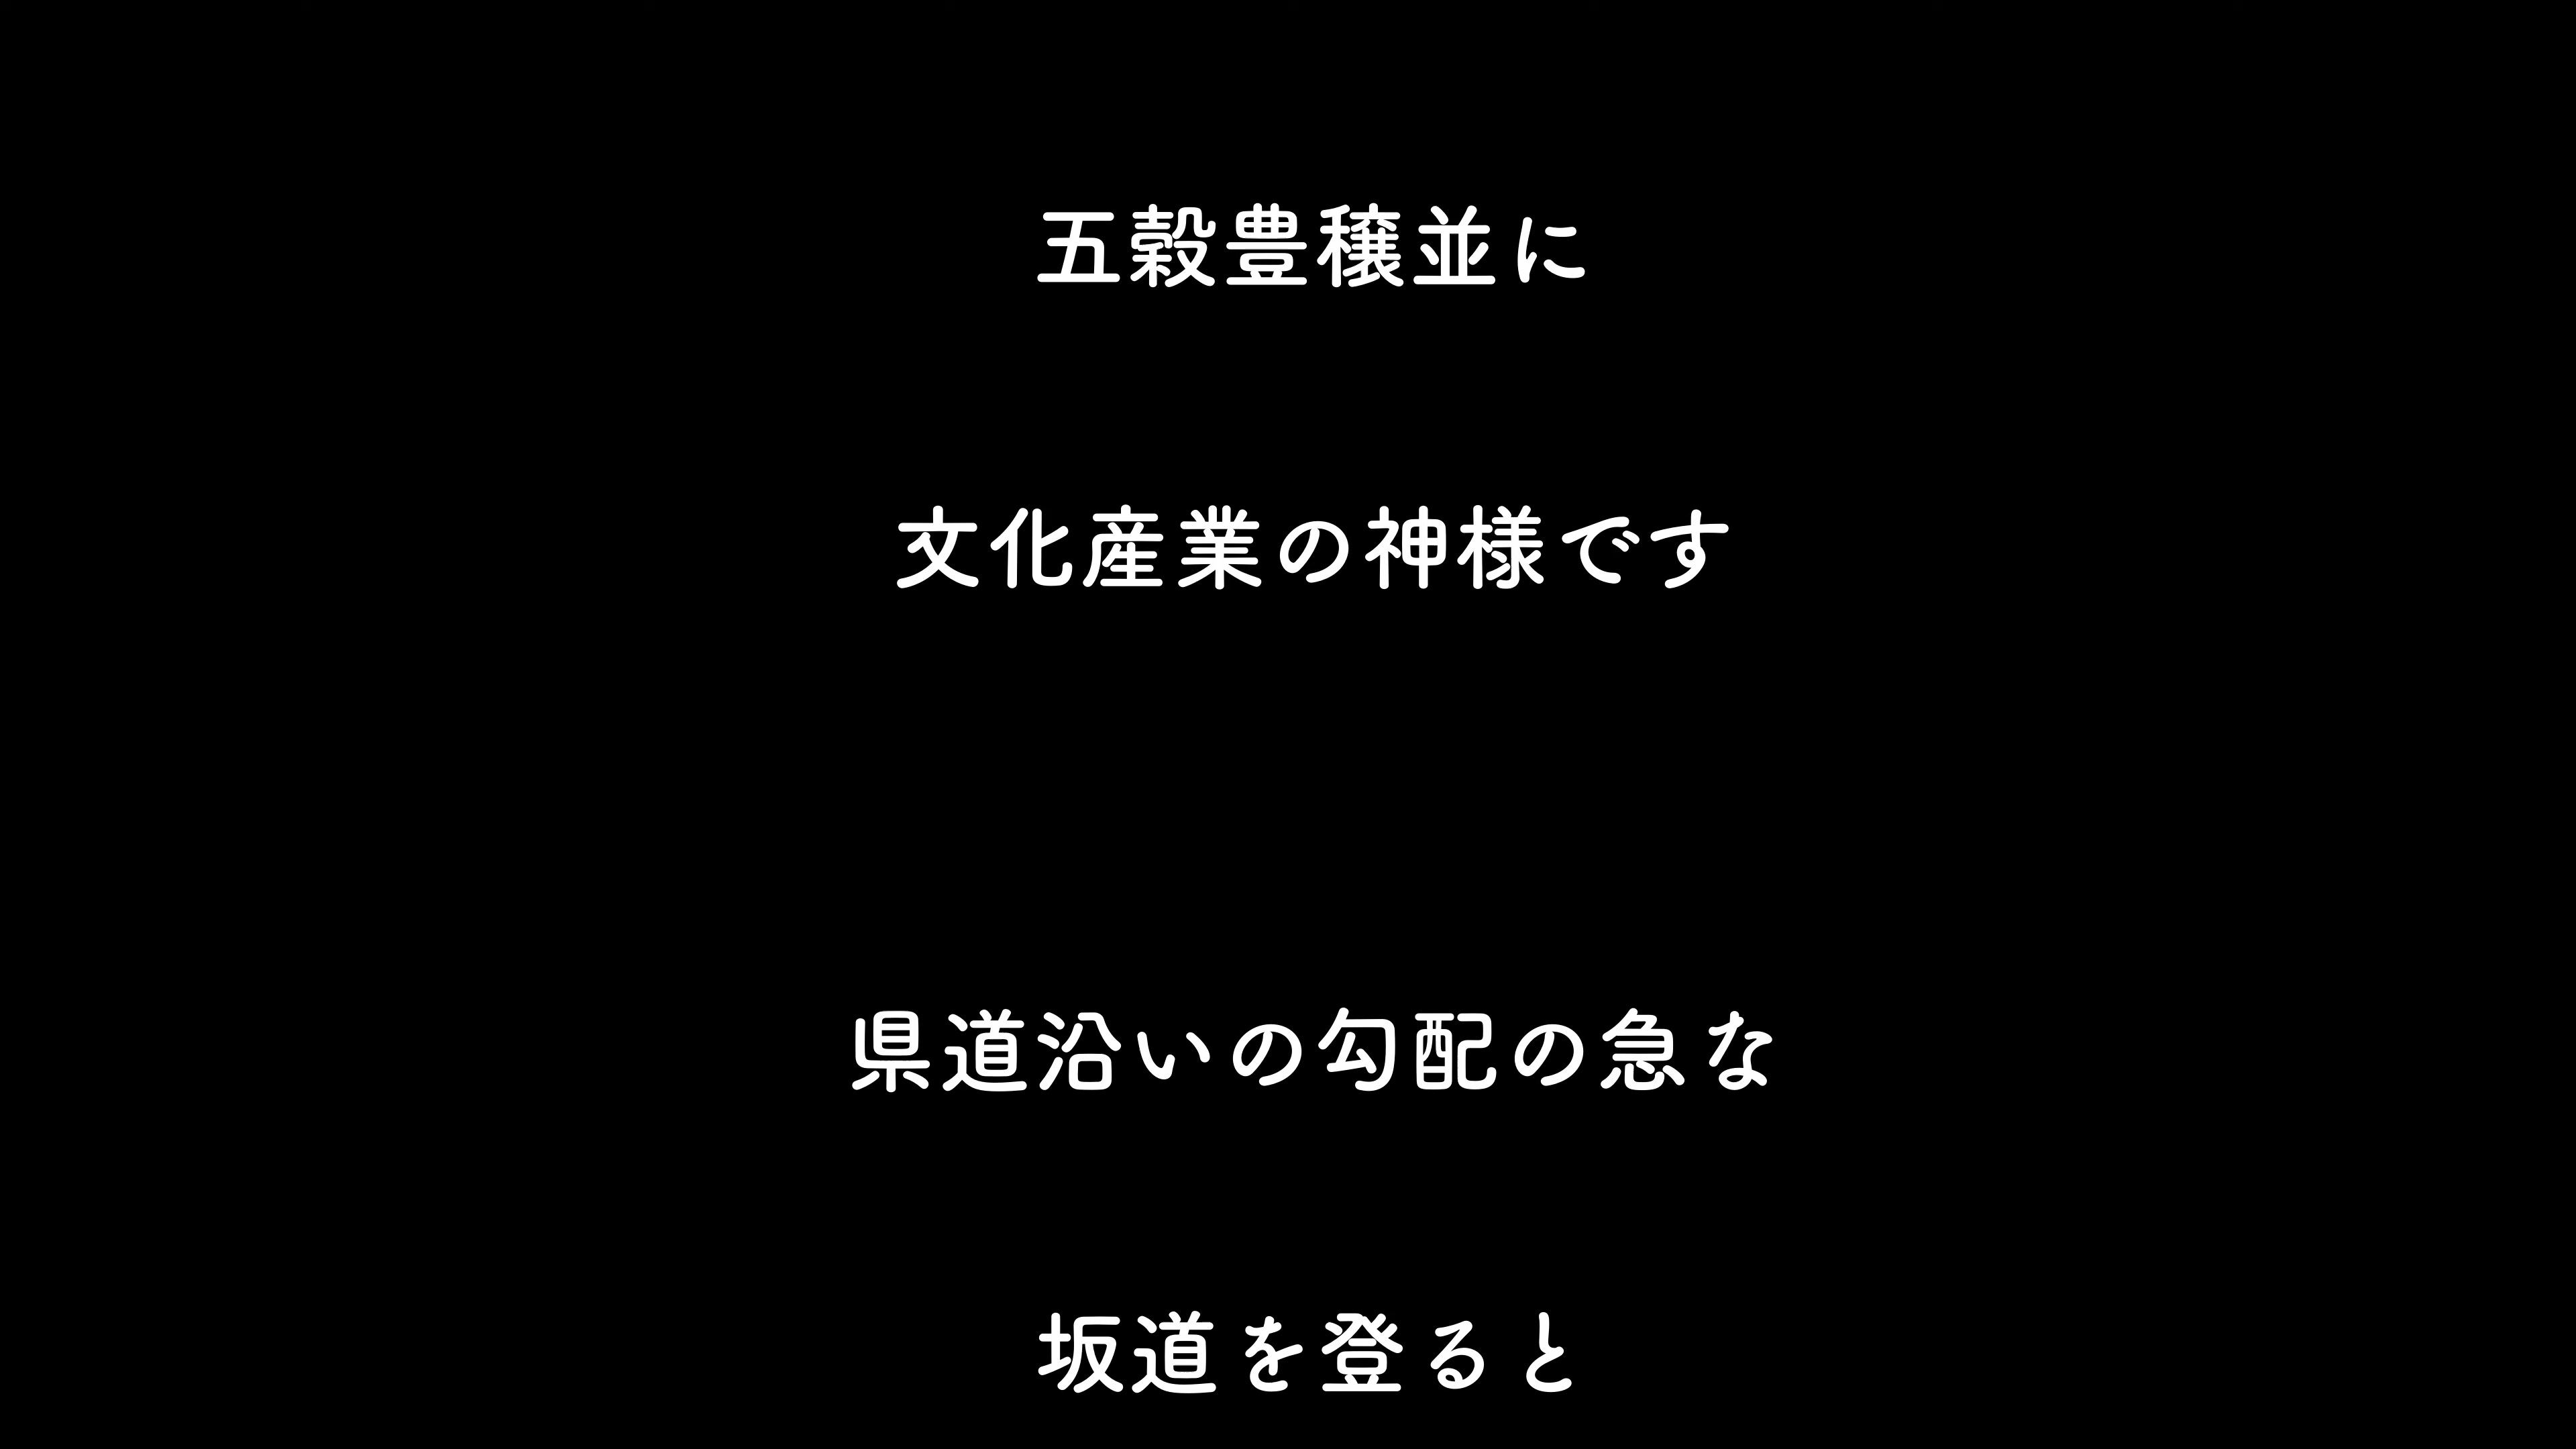 五穀豊穣並に
文化産業の神様です
県道沿いの勾配の急な
坂道を登ると